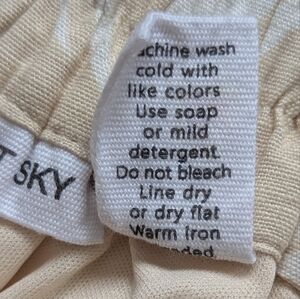 achine wash
cold with
like colors
Use soap
or mild
detergent.
Do not bleach
Line dry
or dry flat
Warm iron
SKY